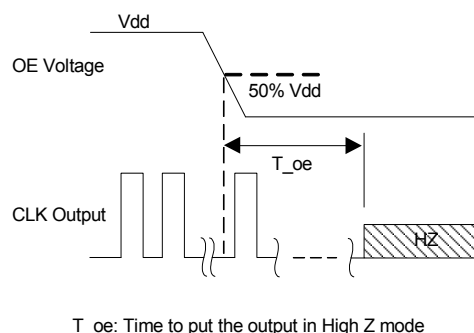 Vdd
OE Voltage
50% Vdd
T_oe
CLK Output
HZ
T_oe: Time to put the output in High Z mode